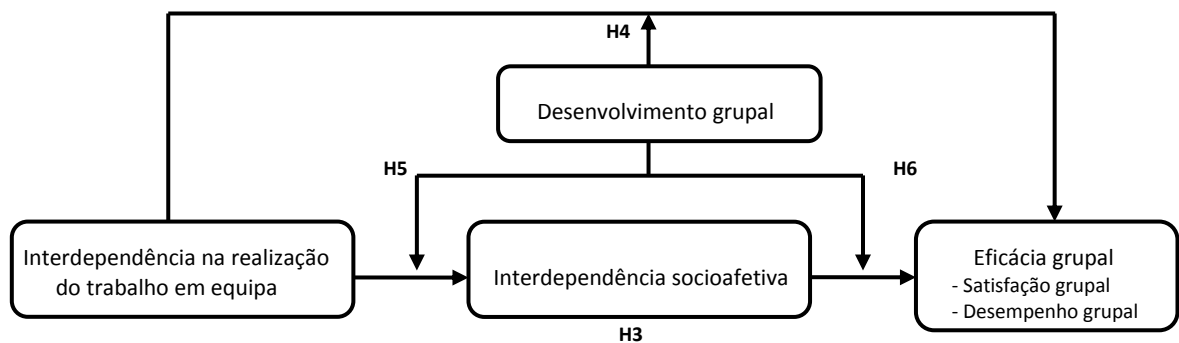 H4
Desenvolvimento grupal
H5
H6
Interdependência na realização
do trabalho em equipa
Interdependência socioafetiva
Eficácia grupal
- Satisfação grupal
- Desempenho grupal
H3